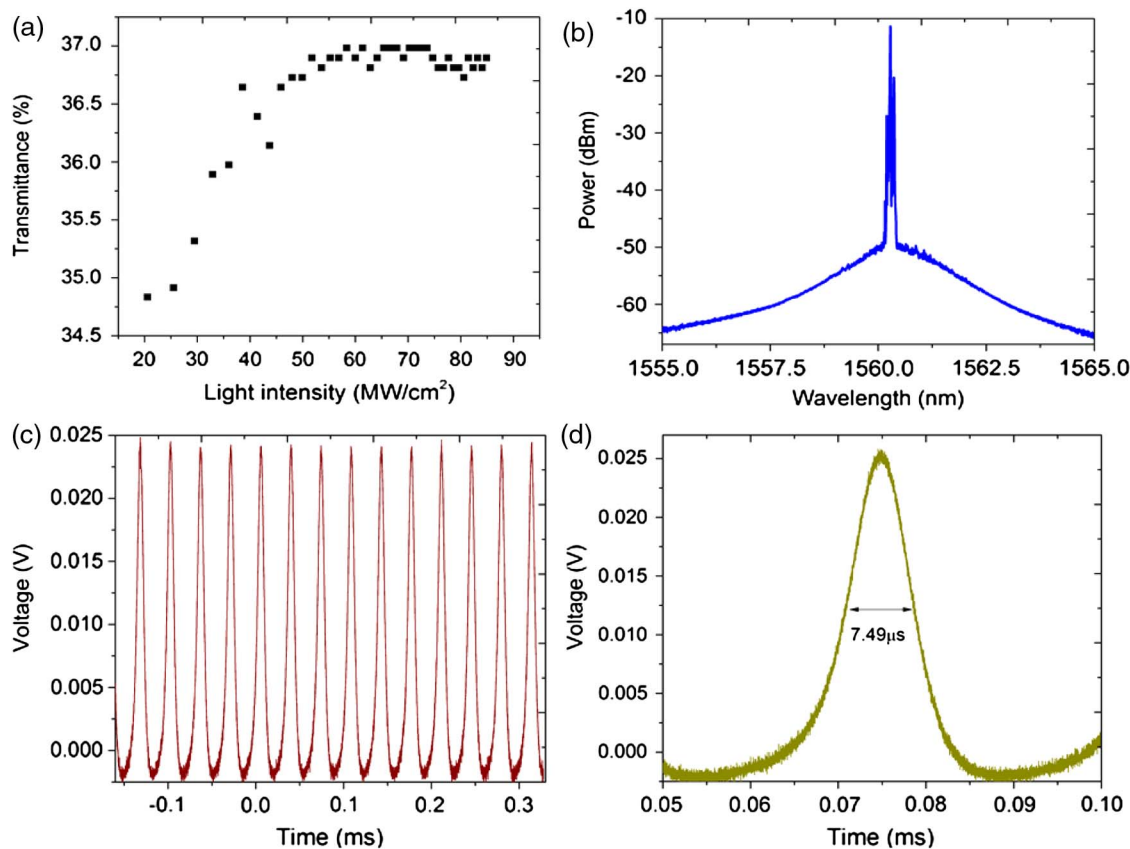 (a)
37.0
36.5
36.0
35.5
35.0
34.5
Transmittance (%)
20 30 40 50 60 70 80 90
Light intensity (MW/cm²)
(b)
-10
-20
-30
-40
-50
-60
Power (dBm)
1555.0 1557.5 1560.0 1562.5 1565.0
Wavelength (nm)
(c)
0.025
0.020
0.015
0.010
0.005
0.000
Voltage (V)
-0.1 0.0 0.1 0.2 0.3
Time (ms)
(d)
0.025
0.020
0.015
0.010
0.005
0.000
Voltage (V)
7.49μs
0.05 0.06 0.07 0.08 0.09 0.10
Time (ms)